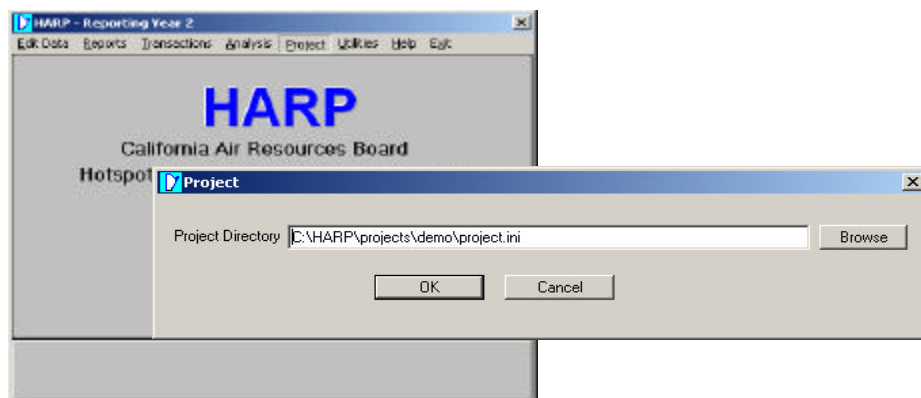 HARP - Reporting Year 2
Edit Data Reports Transactions Analysis Project Utilities Help Exit
HARP
California Air Resources Board
Hotspot
Project
Project Directory C:\HARP\projects\demo\project.ini Browse
OK Cancel